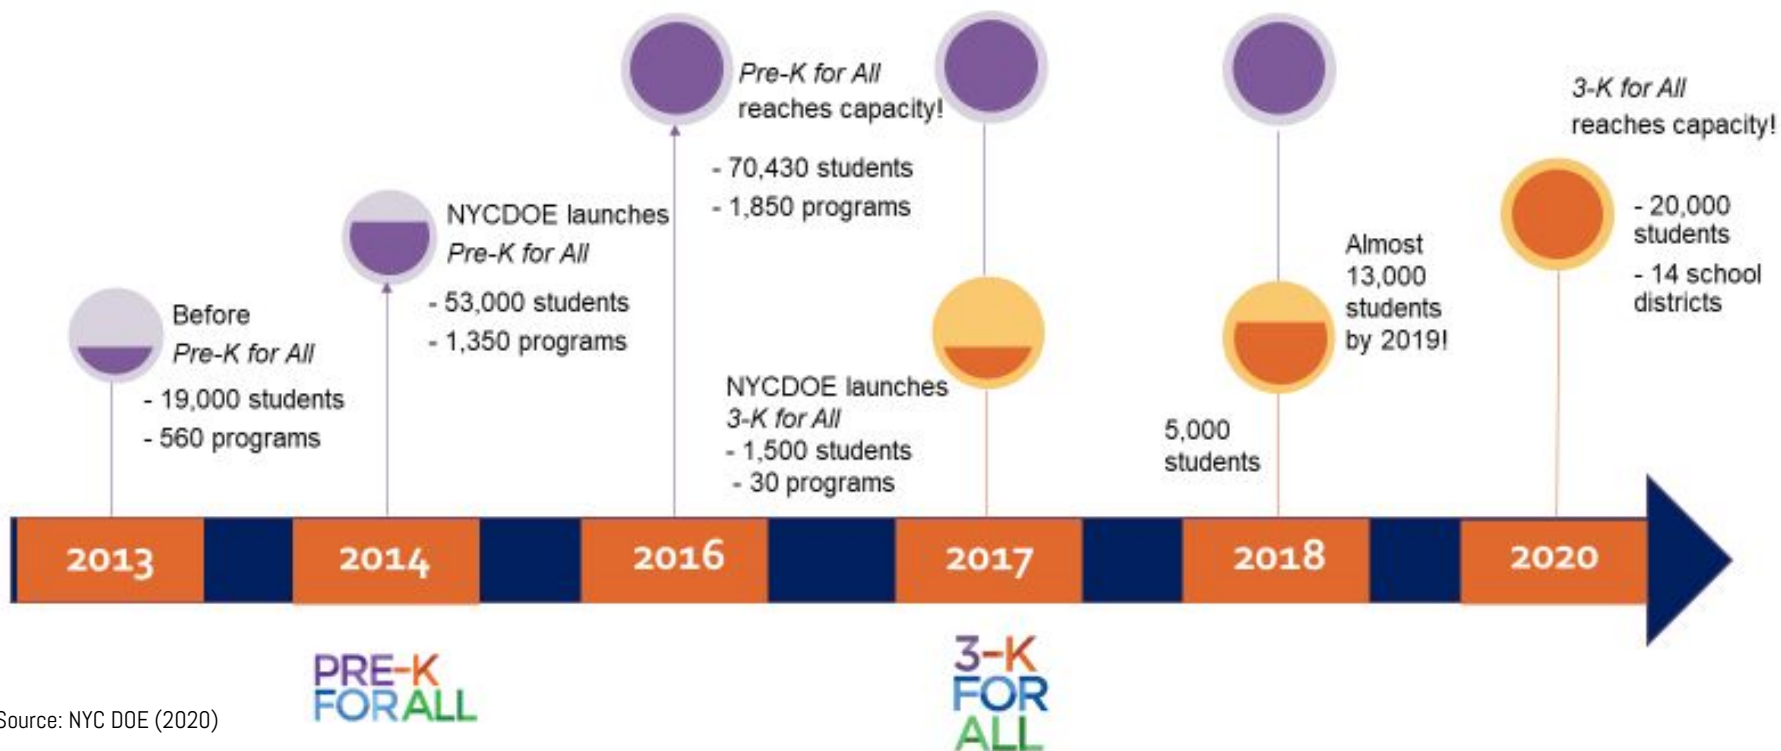 Before
Pre-K for All
- 19,000 students
- 560 programs
NYCDOE launches
Pre-K for All
- 53,000 students
- 1,350 programs
Pre-K for All
reaches capacity!
- 70,430 students
- 1,850 programs
NYCDOE launches
3-K for All
- 1,500 students
- 30 programs
5,000
students
Almost
13,000
students
by 2019!
3-K for All
reaches capacity!
- 20,000
students
- 14 school
districts
2013
2014
2016
2017
2018
2020
PRE-K
FOR ALL
3-K
FOR
ALL
Source: NYC DOE (2020)